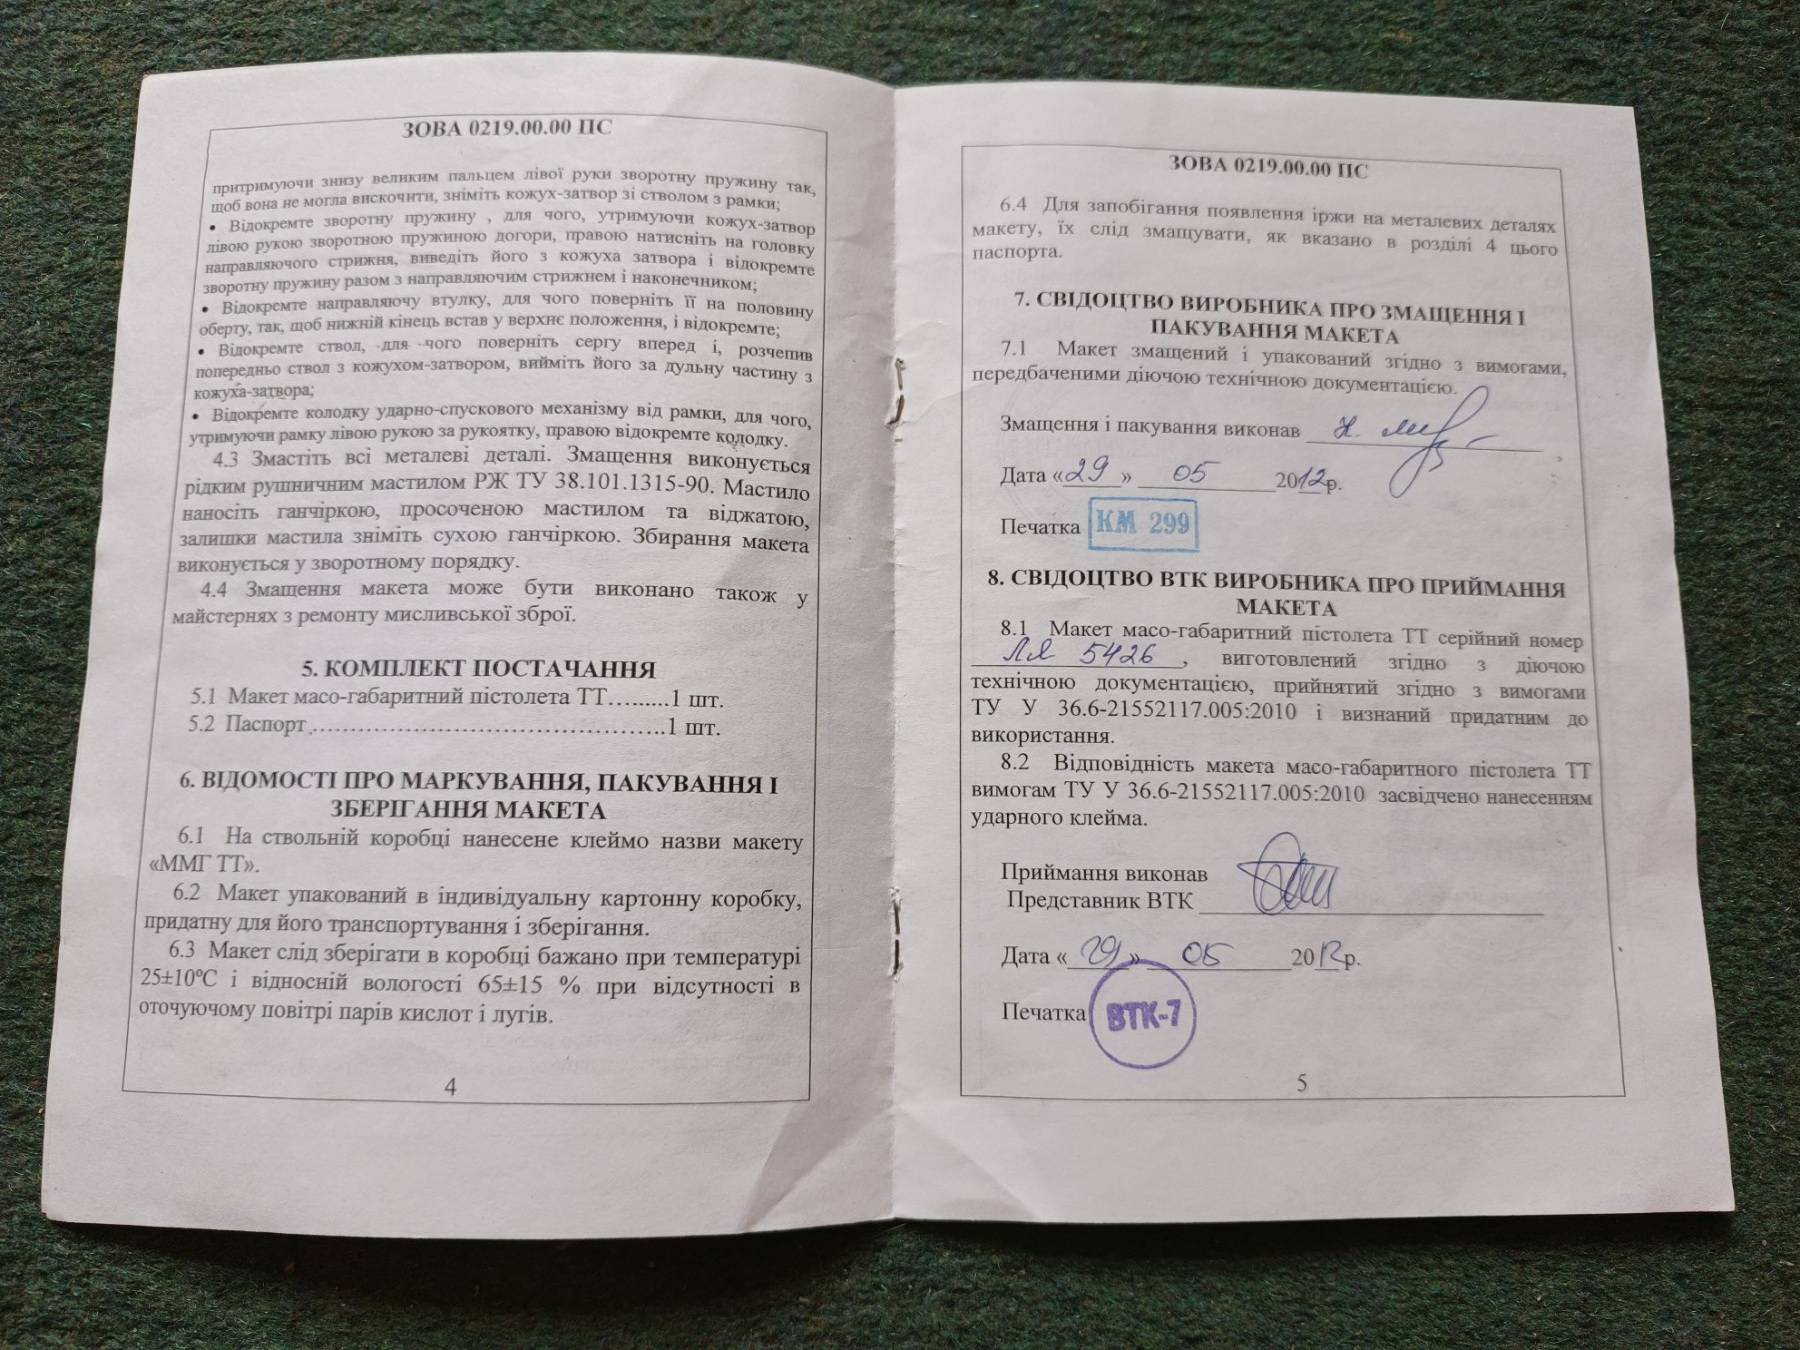 ЗОВА 0219.00.00 ПС
притримуючи знизу великим пальцем лівої руки зворотну пружину так,
щоб вона не могла вискочити, зніміть кожух-затвор зі стволом з рамки;
• Відокремте зворотну пружину , для чого, утримуючи кожух-затвор
лівою рукою зворотною пружиною догори, правою натисніть на головку
направляючого стрижня, виведіть його з кожуха затвора і відокремте
зворотну пружину разом з направляючим стрижнем і наконечником;
• Відокремте направляючу втулку, для чого поверніть її на половину
оберту, так, щоб нижній кінець встав у верхнє положення, і відокремте;
• Відокремте ствол, для чого поверніть сергу вперед і, розчепив
попередньо ствол з кожухом-затвором, вийміть його за дульну частину з
кожуха-затвора;
• Відокремте колодку ударно-спускового механізму від рамки, для чого,
утримуючи рамку лівою рукою за рукоятку, правою відокремте колодку.
4.3 Змастіть всі металеві деталі. Змащення виконується
рідким рушничним мастилом РЖ ТУ 38.101.1315-90. Мастило
наносіть ганчіркою, просоченою мастилом та віджатою,
залишки мастила зніміть сухою ганчіркою. Збирання макета
виконується у зворотному порядку.
4.4 Змащення макета може бути виконано також у
майстернях з ремонту мисливської зброї.
5. КОМПЛЕКТ ПОСТАЧАННЯ
5.1 Макет масо-габаритний пістолета ТТ.........1 шт.
5.2 Паспорт................................................1 шт.
6. ВІДОМОСТІ ПРО МАРКУВАННЯ, ПАКУВАННЯ І
ЗБЕРІГАННЯ МАКЕТА
6.1 На ствольній коробці нанесене клеймо назви макету
«ММГ ТТ».
6.2 Макет упакований в індивідуальну картонну коробку,
придатну для його транспортування і зберігання.
6.3 Макет слід зберігати в коробці бажано при температурі
25±10ºС і відносній вологості 65±15 % при відсутності в
оточуючому повітрі парів кислот і лугів.
4
ЗОВА 0219.00.00 ПС
6.4 Для запобігання появлення іржи на металевих деталях
макету, їх слід змащувати, як вказано в розділі 4 цього
паспорта.
7. СВІДОЦТВО ВИРОБНИКА ПРО ЗМАЩЕННЯ І
ПАКУВАННЯ МАКЕТА
7.1 Макет змащений і упакований згідно з вимогами,
передбаченими діючою технічною документацією.
Змащення і пакування виконав
Дата «29» 05 2012р.
Печатка КМ 299
8. СВІДОЦТВО ВТК ВИРОБНИКА ПРО ПРИЙМАННЯ
МАКЕТА
8.1 Макет масо-габаритний пістолета ТТ серійний номер
ЛЯ 5426, виготовлений згідно з діючою
технічною документацією, прийнятий згідно з вимогами
ТУ У 36.6-21552117.005:2010 і визнаний придатним до
використання.
8.2 Відповідність макета масо-габаритного пістолета ТТ
вимогам ТУ У 36.6-21552117.005:2010 засвідчено нанесенням
ударного клейма.
Приймання виконав
Представник ВТК
Дата «29» 05 2012р.
Печатка ВТК-7
5